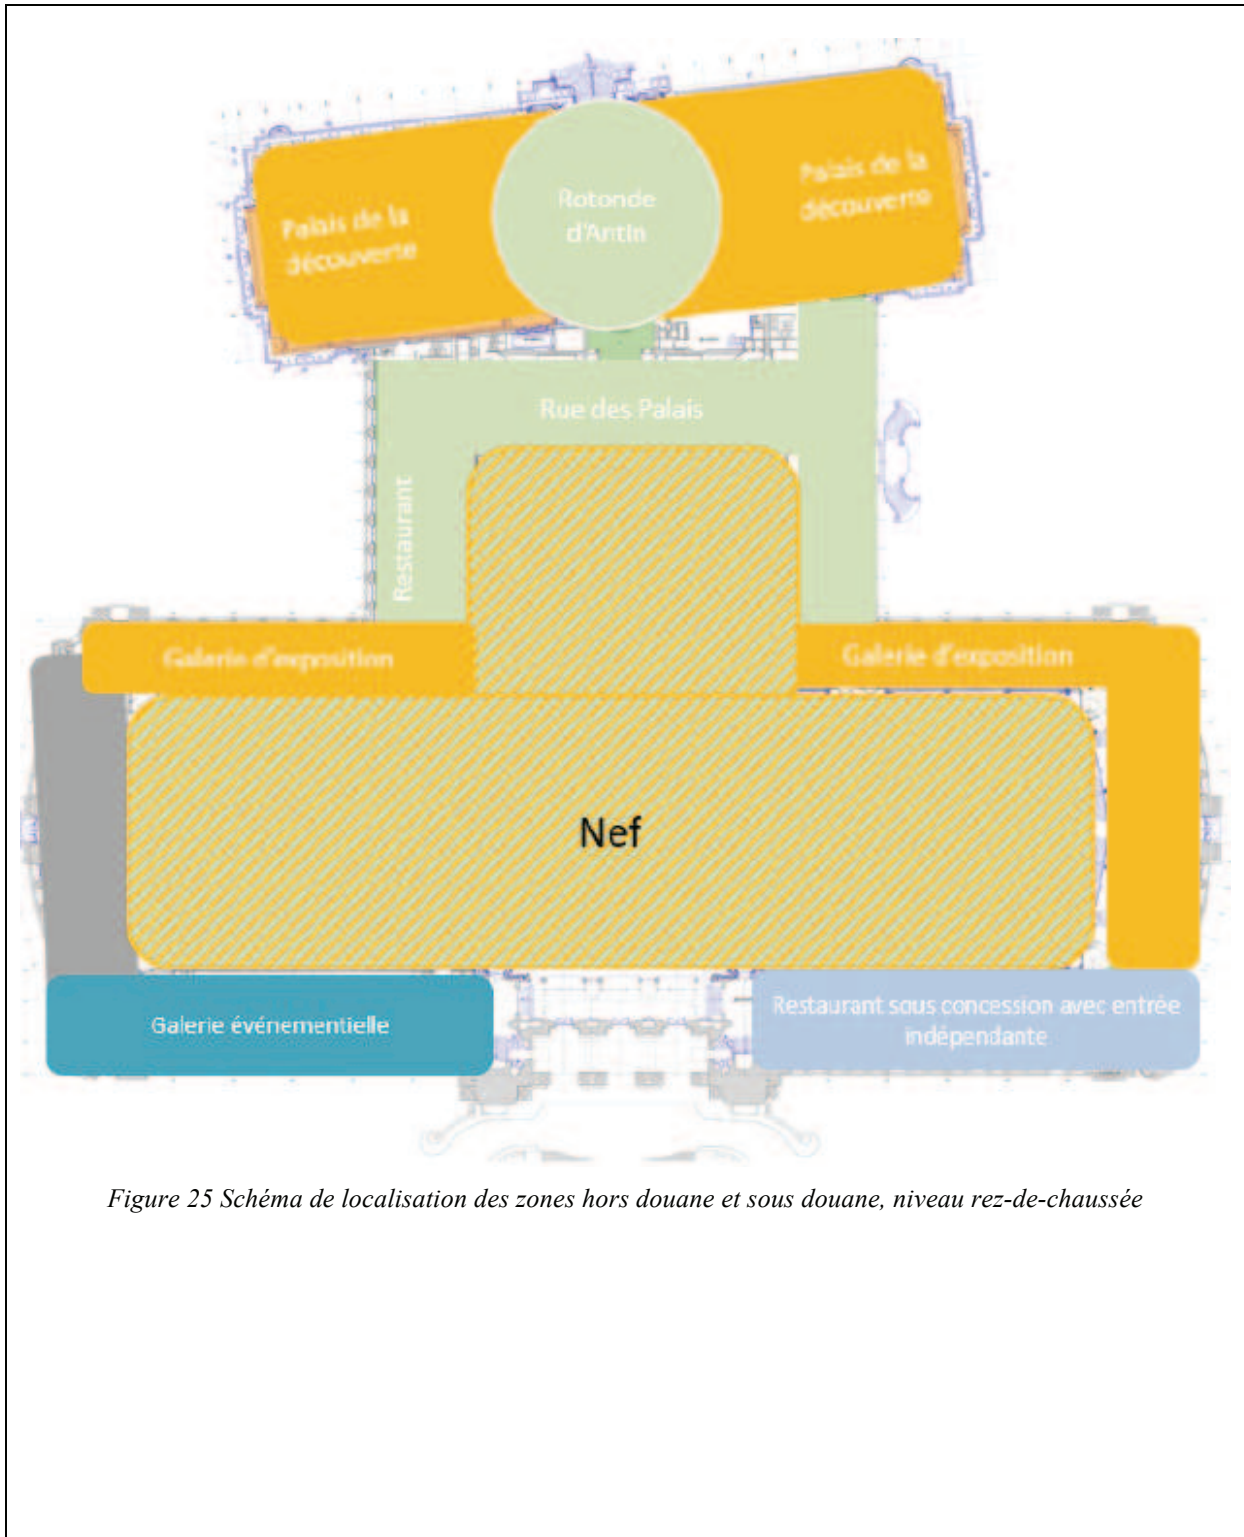 Palais de la
découverte
Rotonde
d'Antin
Palais de la
découverte
Rue des Palais
Restaurant
Galerie d'exposition
Galerie d'exposition
Nef
Galerie événementielle
Restaurant sous concession avec entrée
indépendante
Figure 25 Schéma de localisation des zones hors douane et sous douane, niveau rez-de-chaussée